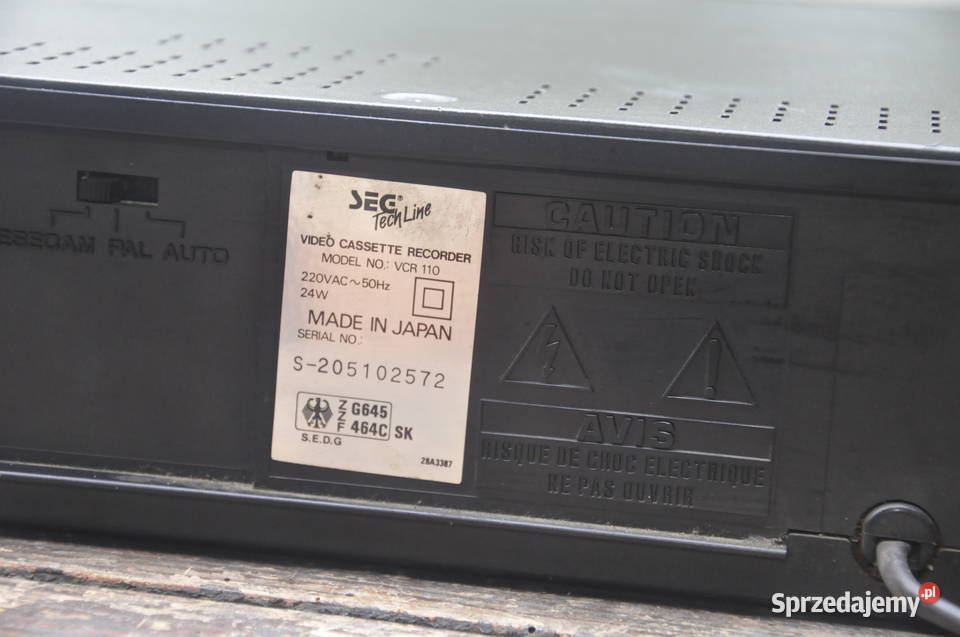 MESECAM PAL AUTO
SEG®
Tech Line
VIDEO CASSETTE RECORDER
MODEL NO.: VCR 110
220VAC~50Hz
24W
MADE IN JAPAN
SERIAL NO.:
S-205102572
ZZF G645
464C SK
S.E.D.G
28A3387
CAUTION
RISK OF ELECTRIC SHOCK
DO NOT OPEN
AVIS
RISQUE DE CHOC ELECTRIQUE
NE PAS OUVRIR
Sprzedajemy.pl